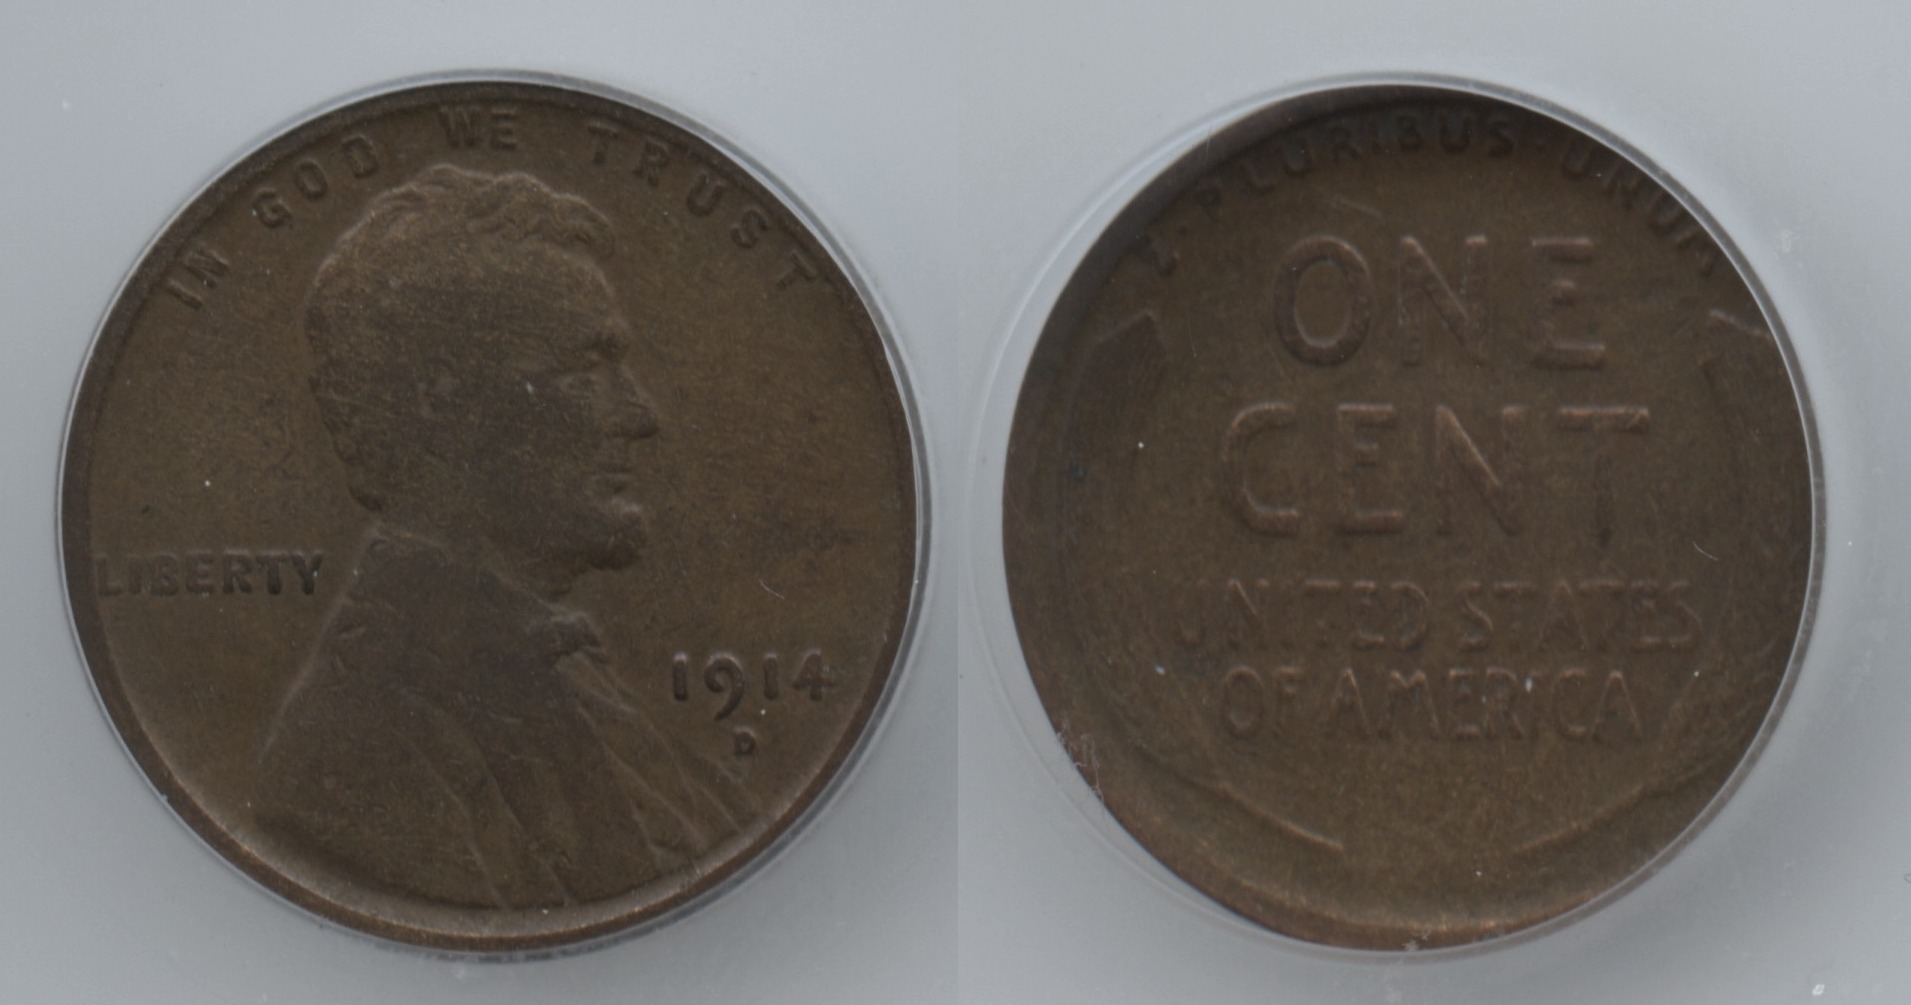 IN GOD WE TRUST
LIBERTY
1914
D
E·PLURIBUS·UNUM
ONE
CENT
UNITED STATES
OF AMERICA